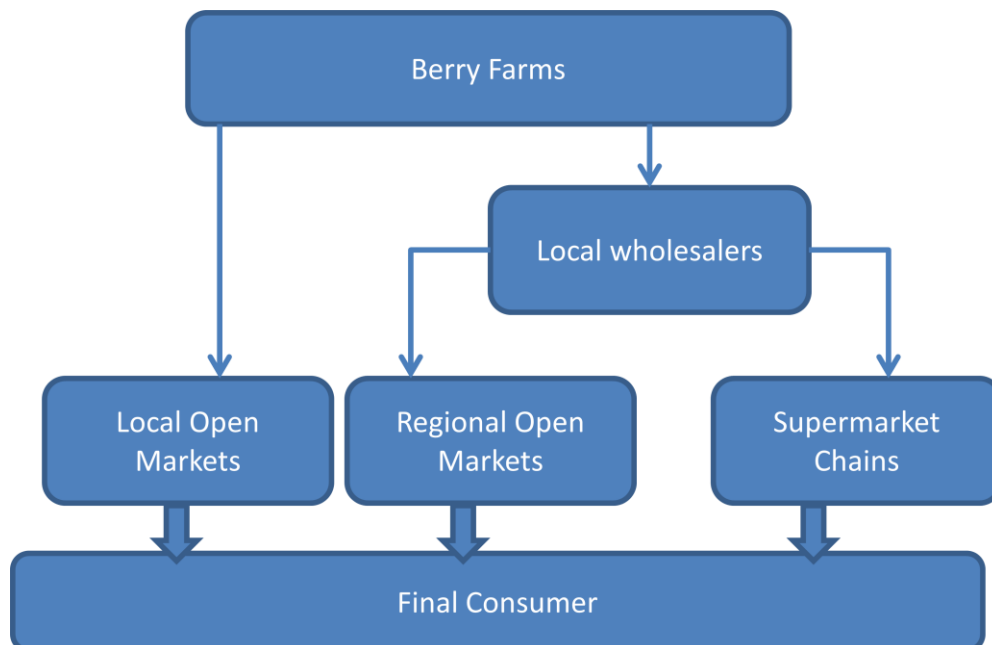 Berry Farms
Local wholesalers
Local Open
Markets
Regional Open
Markets
Supermarket
Chains
Final Consumer